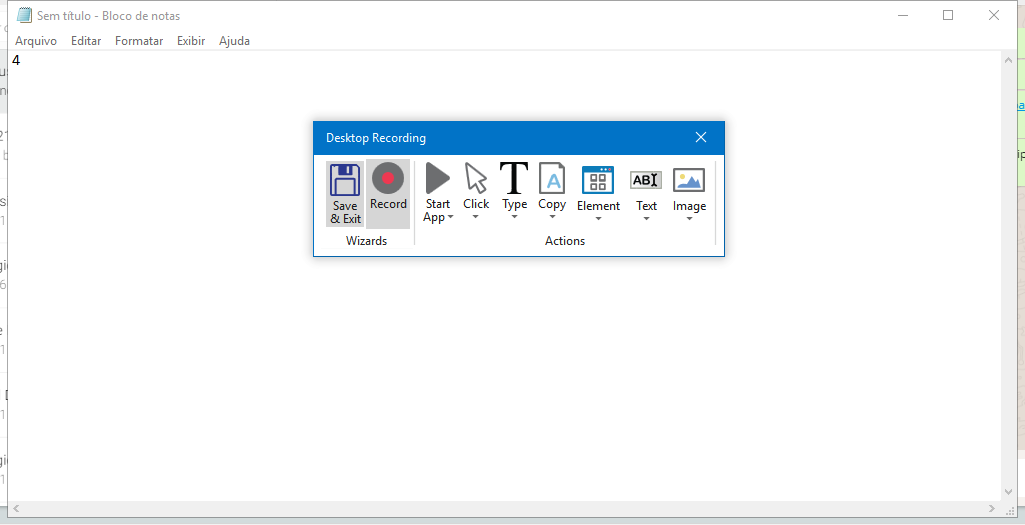 Sem título - Bloco de notas
Arquivo Editar Formatar Exibir Ajuda
4
Desktop Recording
Save & Exit
Record
Start App
Click
Type
Copy
Element
Text
Image
Wizards
Actions